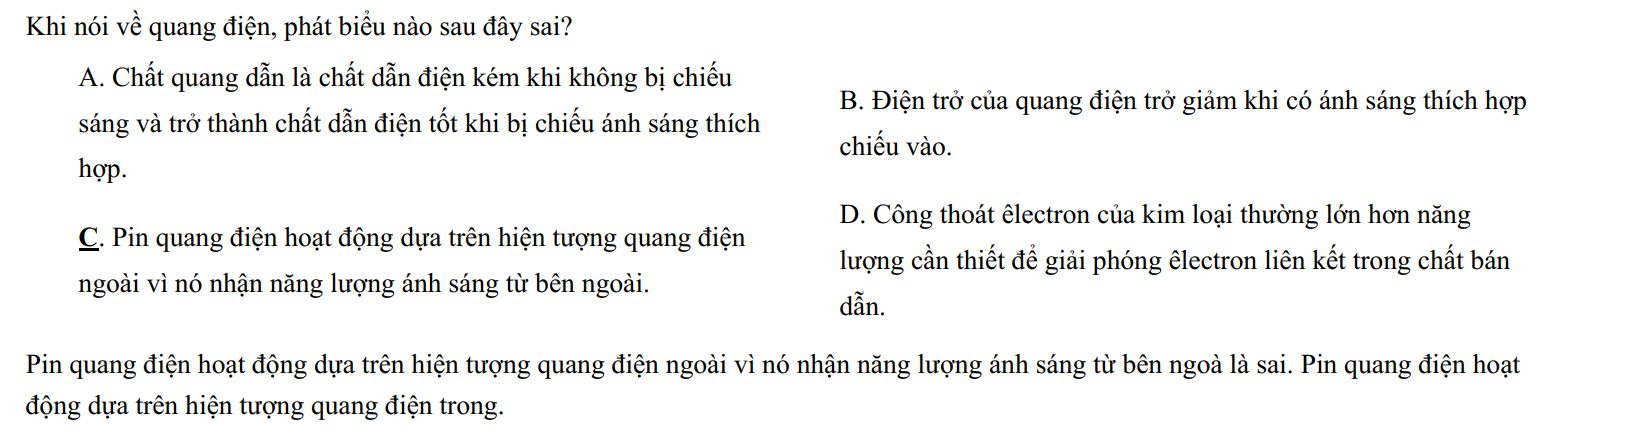 Khi nói về quang điện, phát biểu nào sau đây sai?
A. Chất quang dẫn là chất dẫn điện kém khi không bị chiếu
sáng và trở thành chất dẫn điện tốt khi bị chiếu ánh sáng thích
hợp.
B. Điện trở của quang điện trở giảm khi có ánh sáng thích hợp
chiếu vào.
C. Pin quang điện hoạt động dựa trên hiện tượng quang điện
ngoài vì nó nhận năng lượng ánh sáng từ bên ngoài.
D. Công thoát êlectron của kim loại thường lớn hơn năng
lượng cần thiết để giải phóng êlectron liên kết trong chất bán
dẫn.
Pin quang điện hoạt động dựa trên hiện tượng quang điện ngoài vì nó nhận năng lượng ánh sáng từ bên ngoà là sai. Pin quang điện hoạt
động dựa trên hiện tượng quang điện trong.